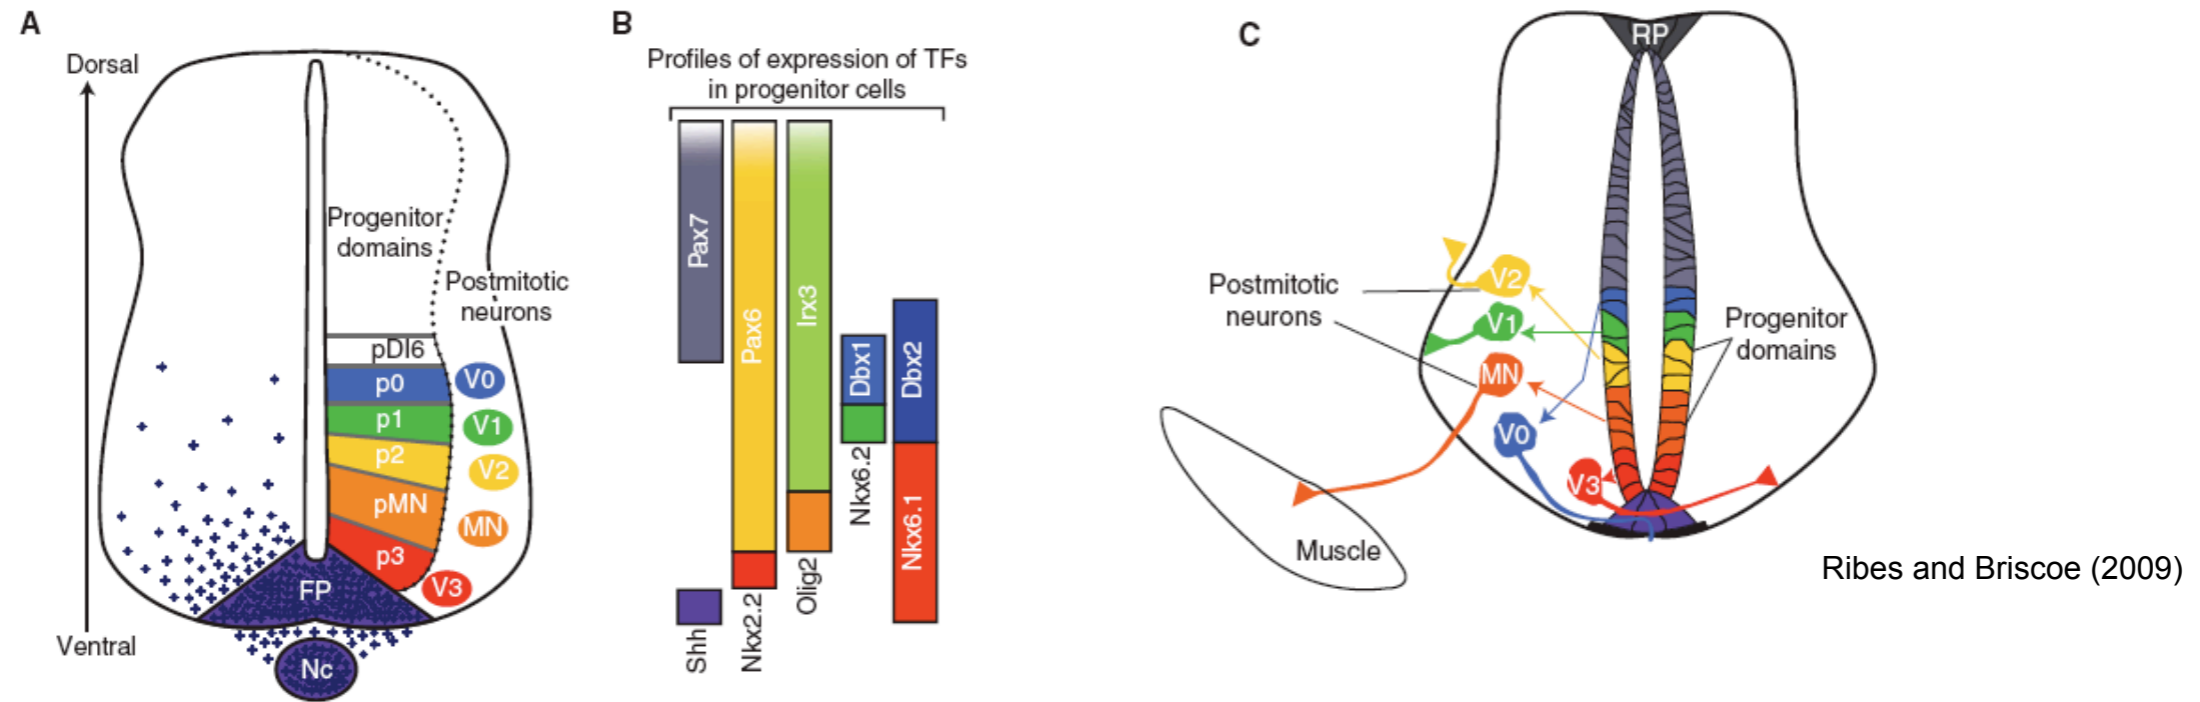 A
Dorsal
Progenitor
domains
Postmitotic
neurons
pDI6
p0
V0
p1
V1
p2
V2
pMN
MN
p3
V3
FP
Ventral
Nc
B
Profiles of expression of TFs
in progenitor cells
Pax7
Pax6
Irx3
Dbx1
Dbx2
Nkx6.2
Nkx6.1
Olig2
Nkx2.2
Shh
C
RP
Postmitotic
neurons
V2
V1
MN
V0
V3
Progenitor
domains
Muscle
Ribes and Briscoe (2009)